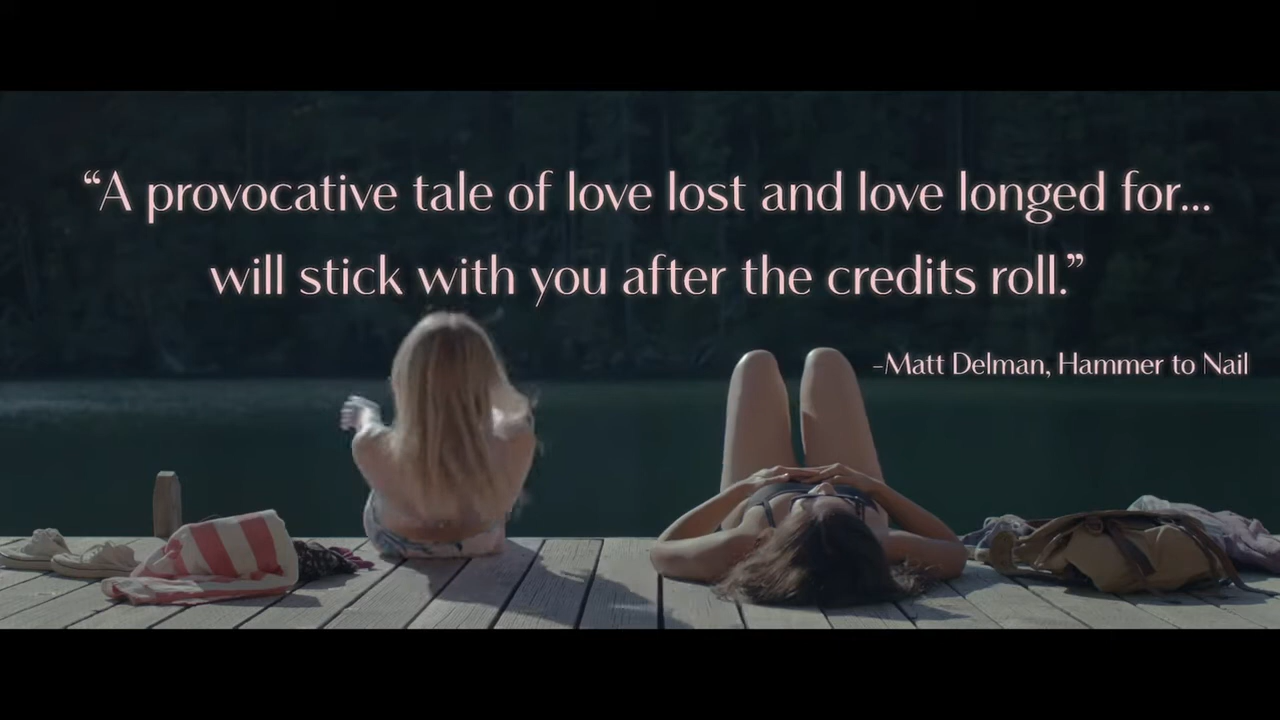 “A provocative tale of love lost and love longed for...
will stick with you after the credits roll.”
-Matt Delman, Hammer to Nail